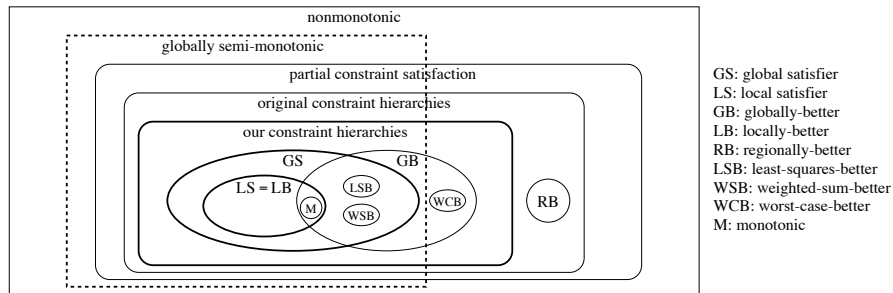 nonmonotonic
globally semi-monotonic
partial constraint satisfaction
original constraint hierarchies
our constraint hierarchies
GS
GB
LS = LB
LSB
M
WSB
WCB
RB
GS: global satisfier
LS: local satisfier
GB: globally-better
LB: locally-better
RB: regionally-better
LSB: least-squares-better
WSB: weighted-sum-better
WCB: worst-case-better
M: monotonic